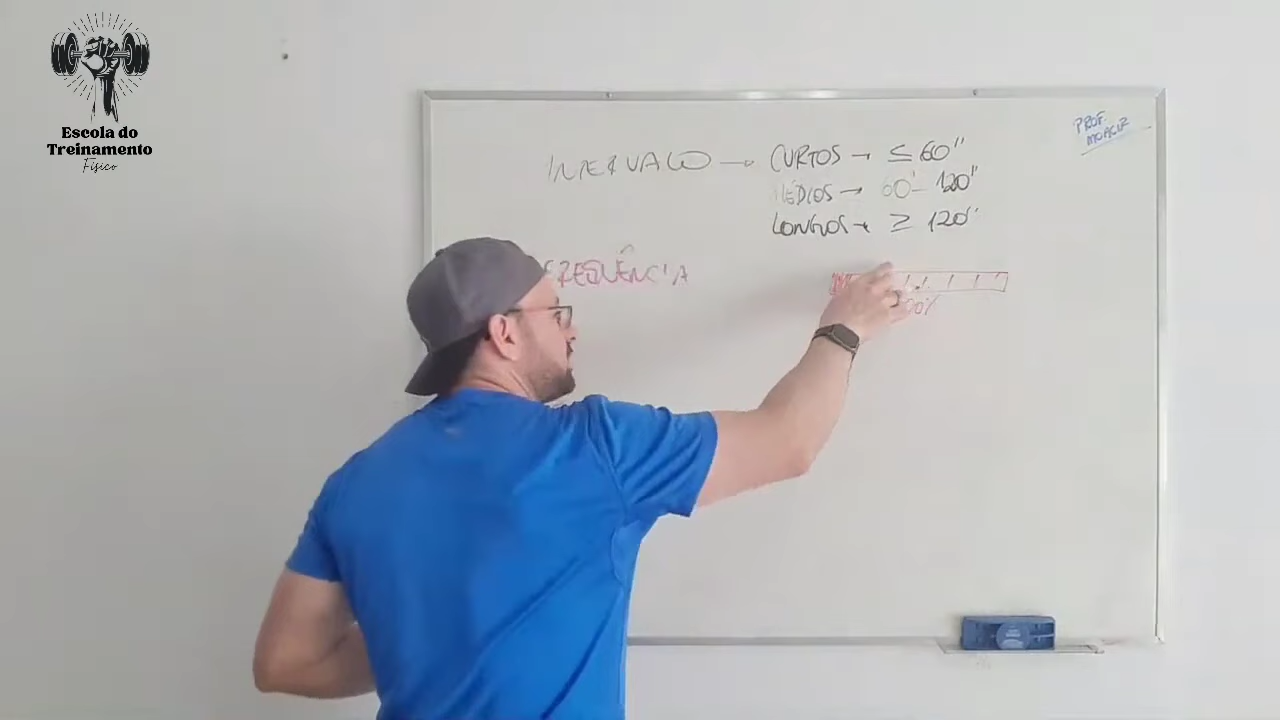 Escola do
Treinamento
Físico
PROF.
MOACIR
INTERVALO → CURTOS → ≤ 60"
MÉDIOS → 60'- 120"
LONGOS → ≥ 120"
FREQUÊNCIA